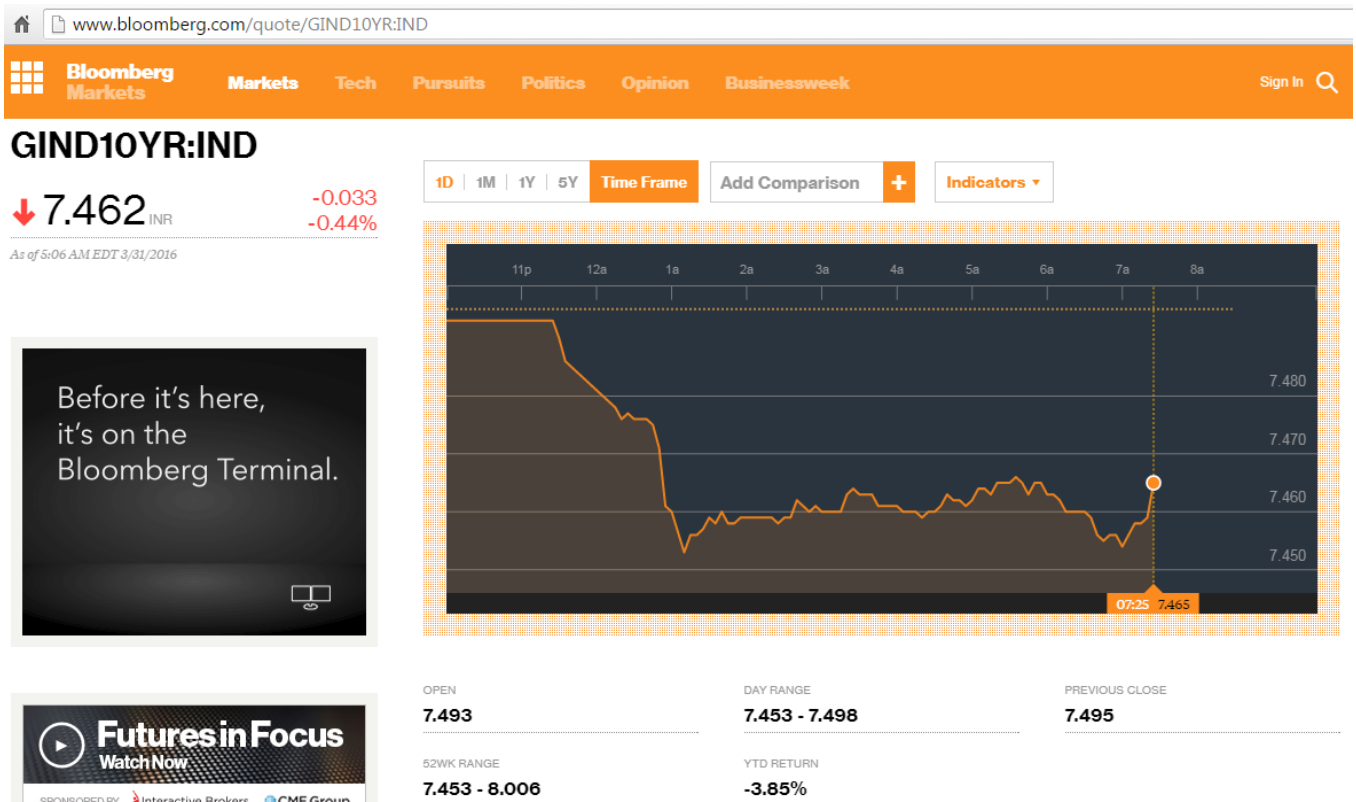 www.bloomberg.com/quote/GIND10YR:IND
Bloomberg
Markets
Markets Tech Pursuits Politics Opinion Businessweek
Sign In
GIND10YR:IND
7.462 INR
-0.033
-0.44%
As of 5:06 AM EDT 3/31/2016
1D 1M 1Y 5Y Time Frame
Add Comparison +
Indicators
11p 12a 1a 2a 3a 4a 5a 6a 7a 8a
7.480
7.470
7.460
7.450
07:25 7.465
Before it's here,
it's on the
Bloomberg Terminal.
Futures in Focus
Watch Now
SPONSORED BY Interactive Brokers CME Group
OPEN
7.493
DAY RANGE
7.453 - 7.498
PREVIOUS CLOSE
7.495
52WK RANGE
7.453 - 8.006
YTD RETURN
-3.85%